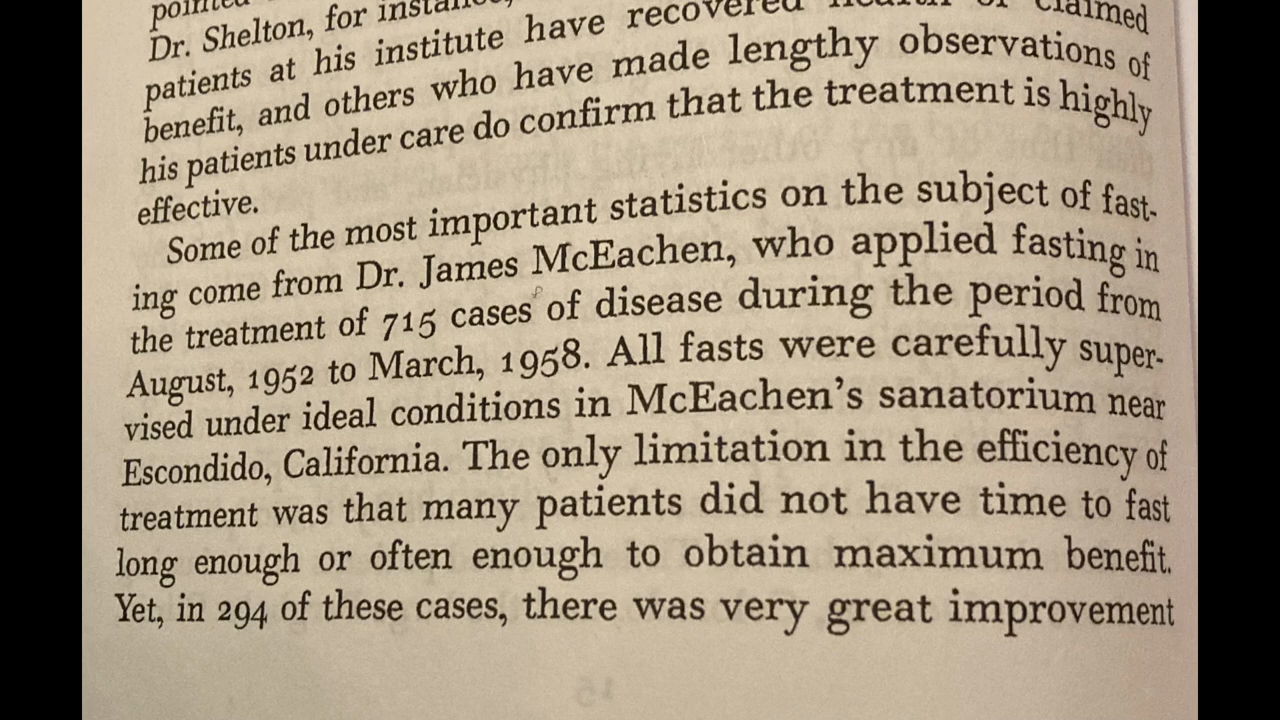 Dr. Shelton, for
patients at his institute have recovered health or claimed
benefit, and others who have made lengthy observations of
his patients under care do confirm that the treatment is highly
effective.
Some of the most important statistics on the subject of fast-
ing come from Dr. James McEachen, who applied fasting in
the treatment of 715 cases of disease during the period from
August, 1952 to March, 1958. All fasts were carefully super-
vised under ideal conditions in McEachen's sanatorium near
Escondido, California. The only limitation in the efficiency of
treatment was that many patients did not have time to fast
long enough or often enough to obtain maximum benefit.
Yet, in 294 of these cases, there was very great improvement